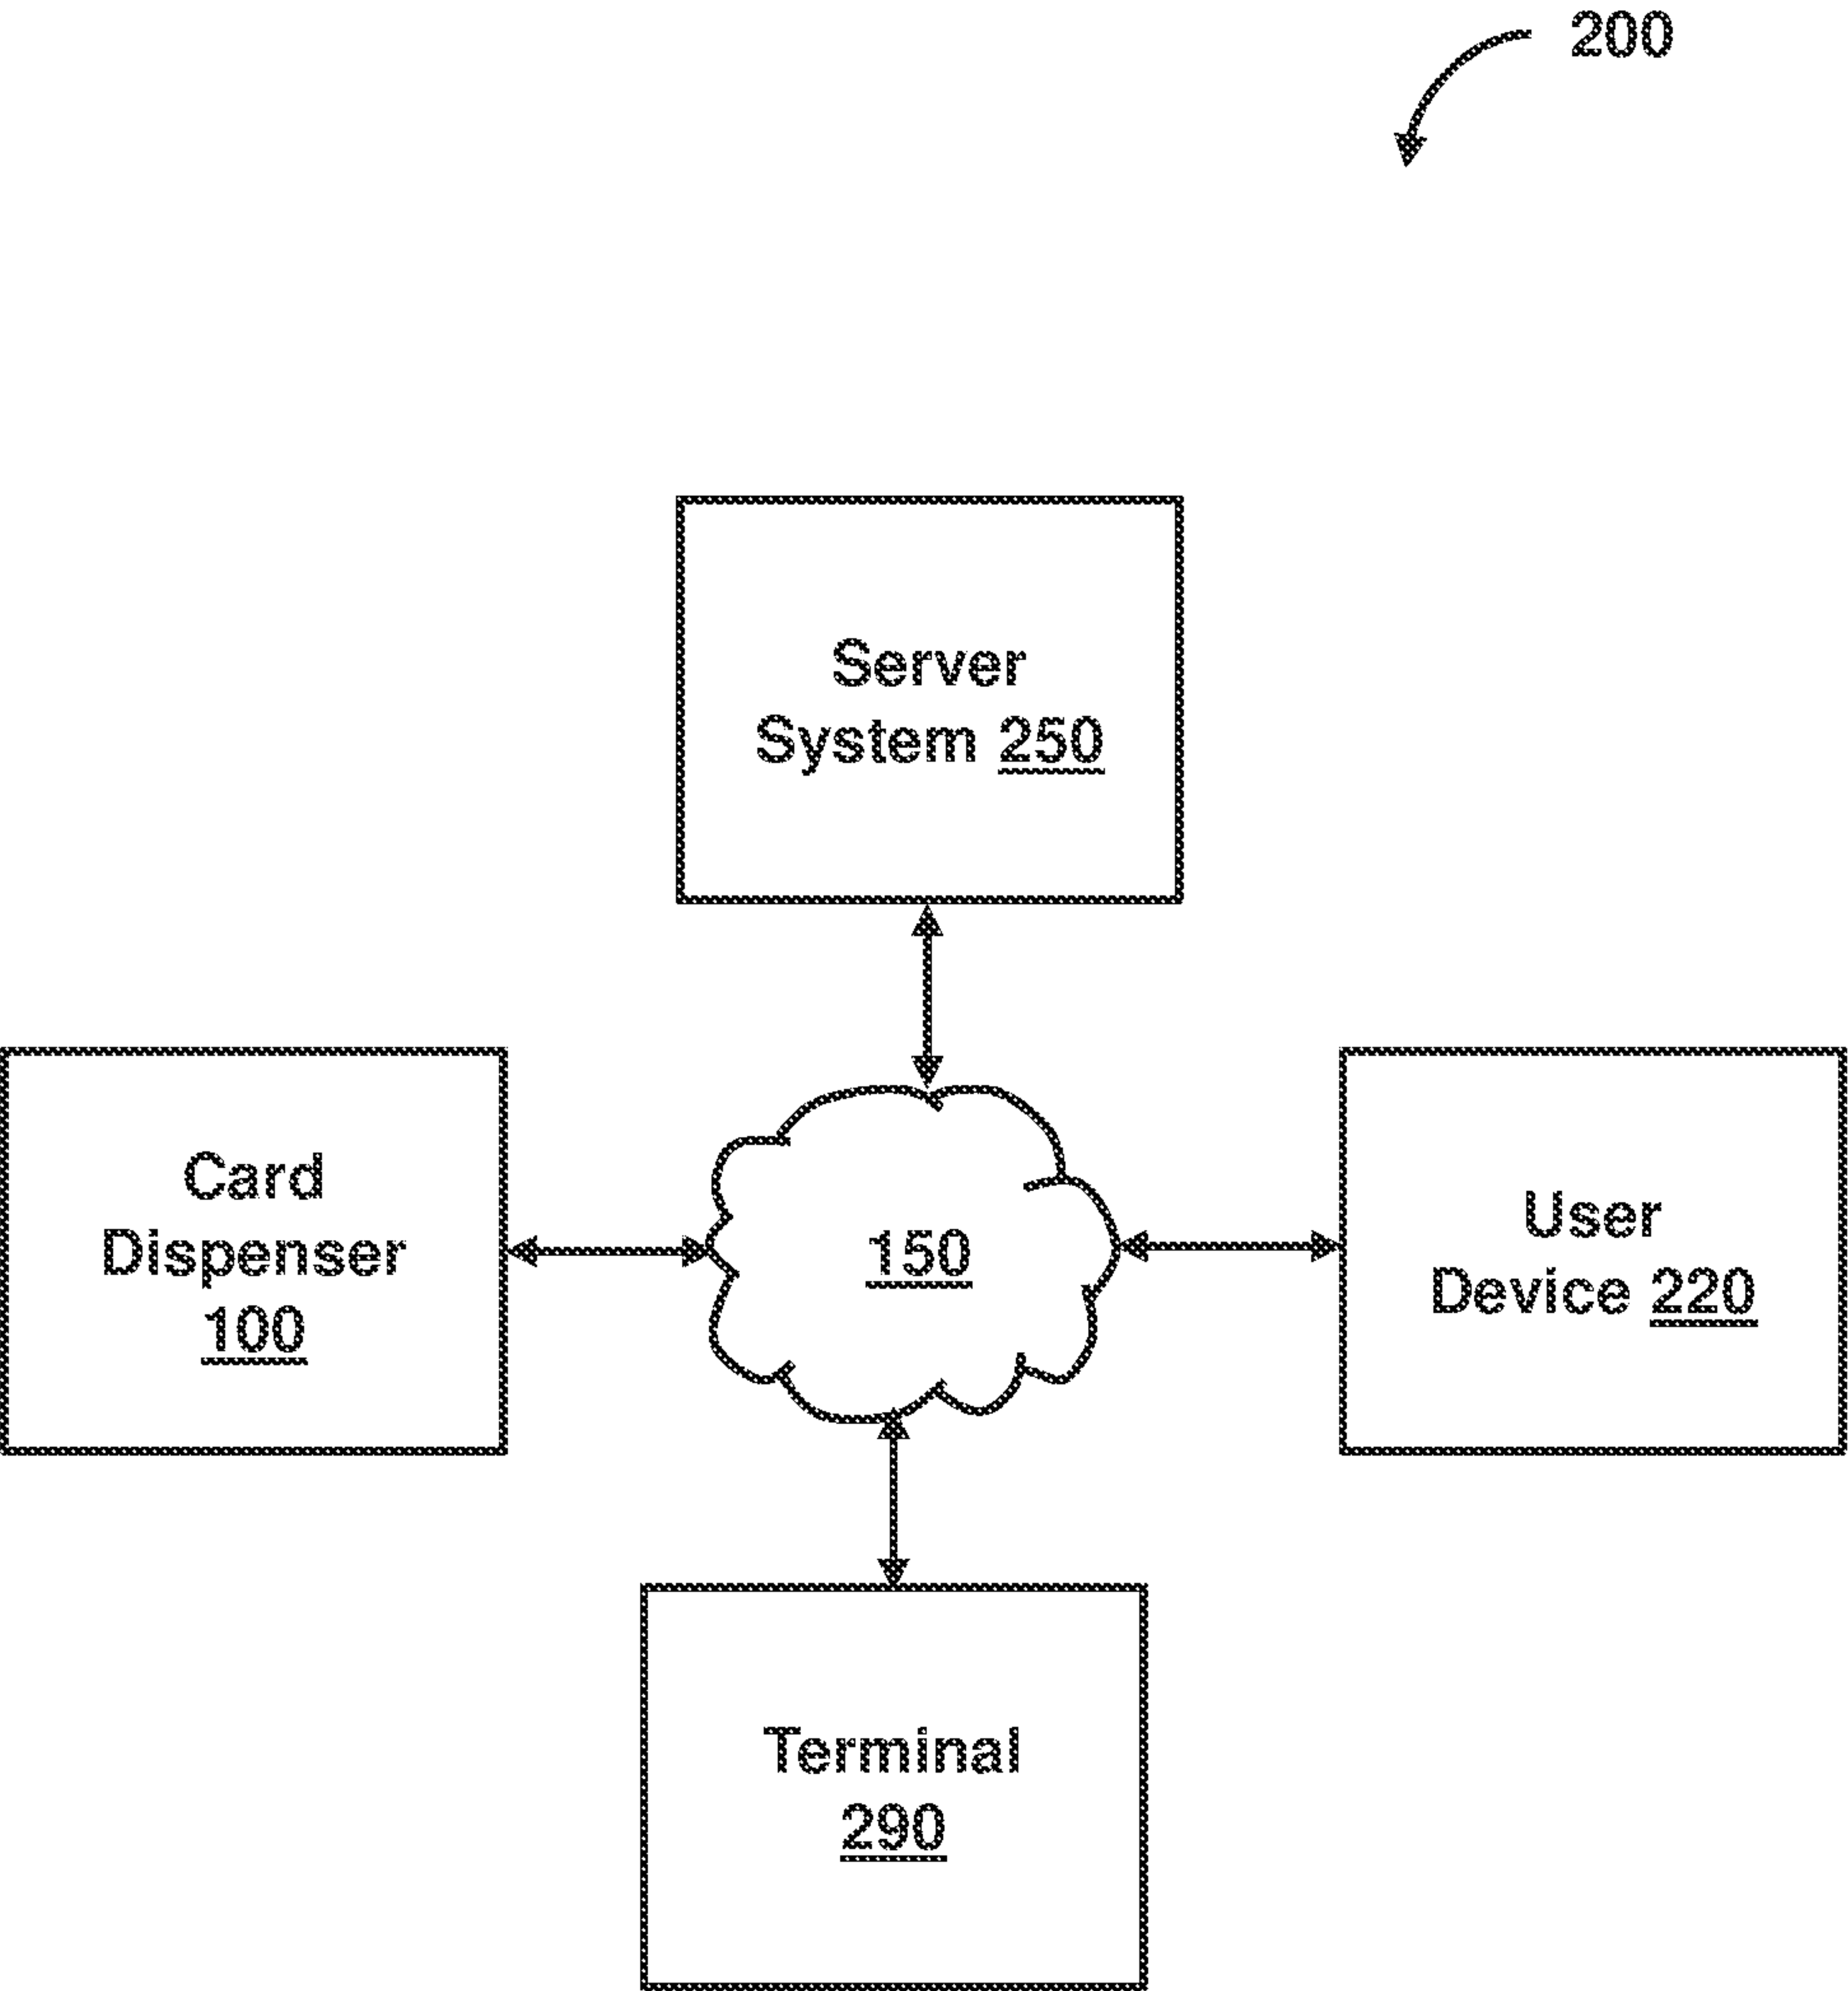 200
Server
System 250
Card
Dispenser
100
150
User
Device 220
Terminal
290